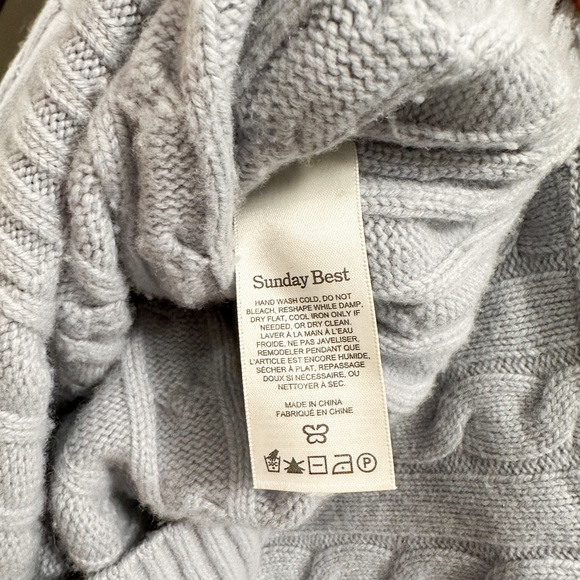 Sunday Best
HAND WASH COLD, DO NOT
BLEACH, RESHAPE WHILE DAMP,
DRY FLAT, COOL IRON ONLY IF
NEEDED, OR DRY CLEAN.
LAVER À LA MAIN À L'EAU
FROIDE, NE PAS JAVELISER,
REMODELER PENDANT QUE
L'ARTICLE EST ENCORE HUMIDE,
SÉCHER À PLAT, REPASSAGE
DOUX SI NÉCESSAIRE, OU
NETTOYER À SEC.
MADE IN CHINA
FABRIQUÉ EN CHINE
P